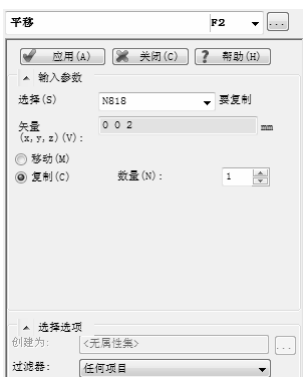 平移 F2 ...
应用(A) 关闭(C) ? 帮助(H)
输入参数
选择(S) N818 要复制
矢量
(x,y,z)(V): 0 0 2 mm
移动(M)
复制(C) 数量(N): 1
选择选项
创建为: <无属性集> ...
过滤器: 任何项目